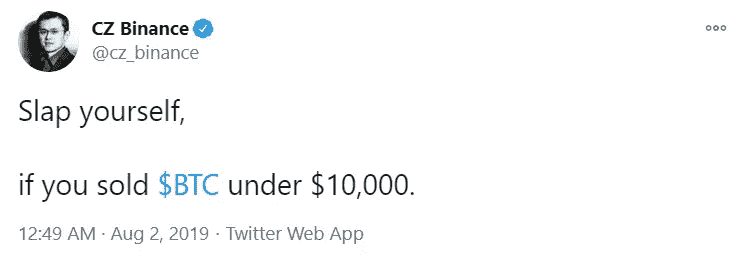 CZ Binance
@cz_binance
Slap yourself,
if you sold $BTC under $10,000.
12:49 AM · Aug 2, 2019 · Twitter Web App